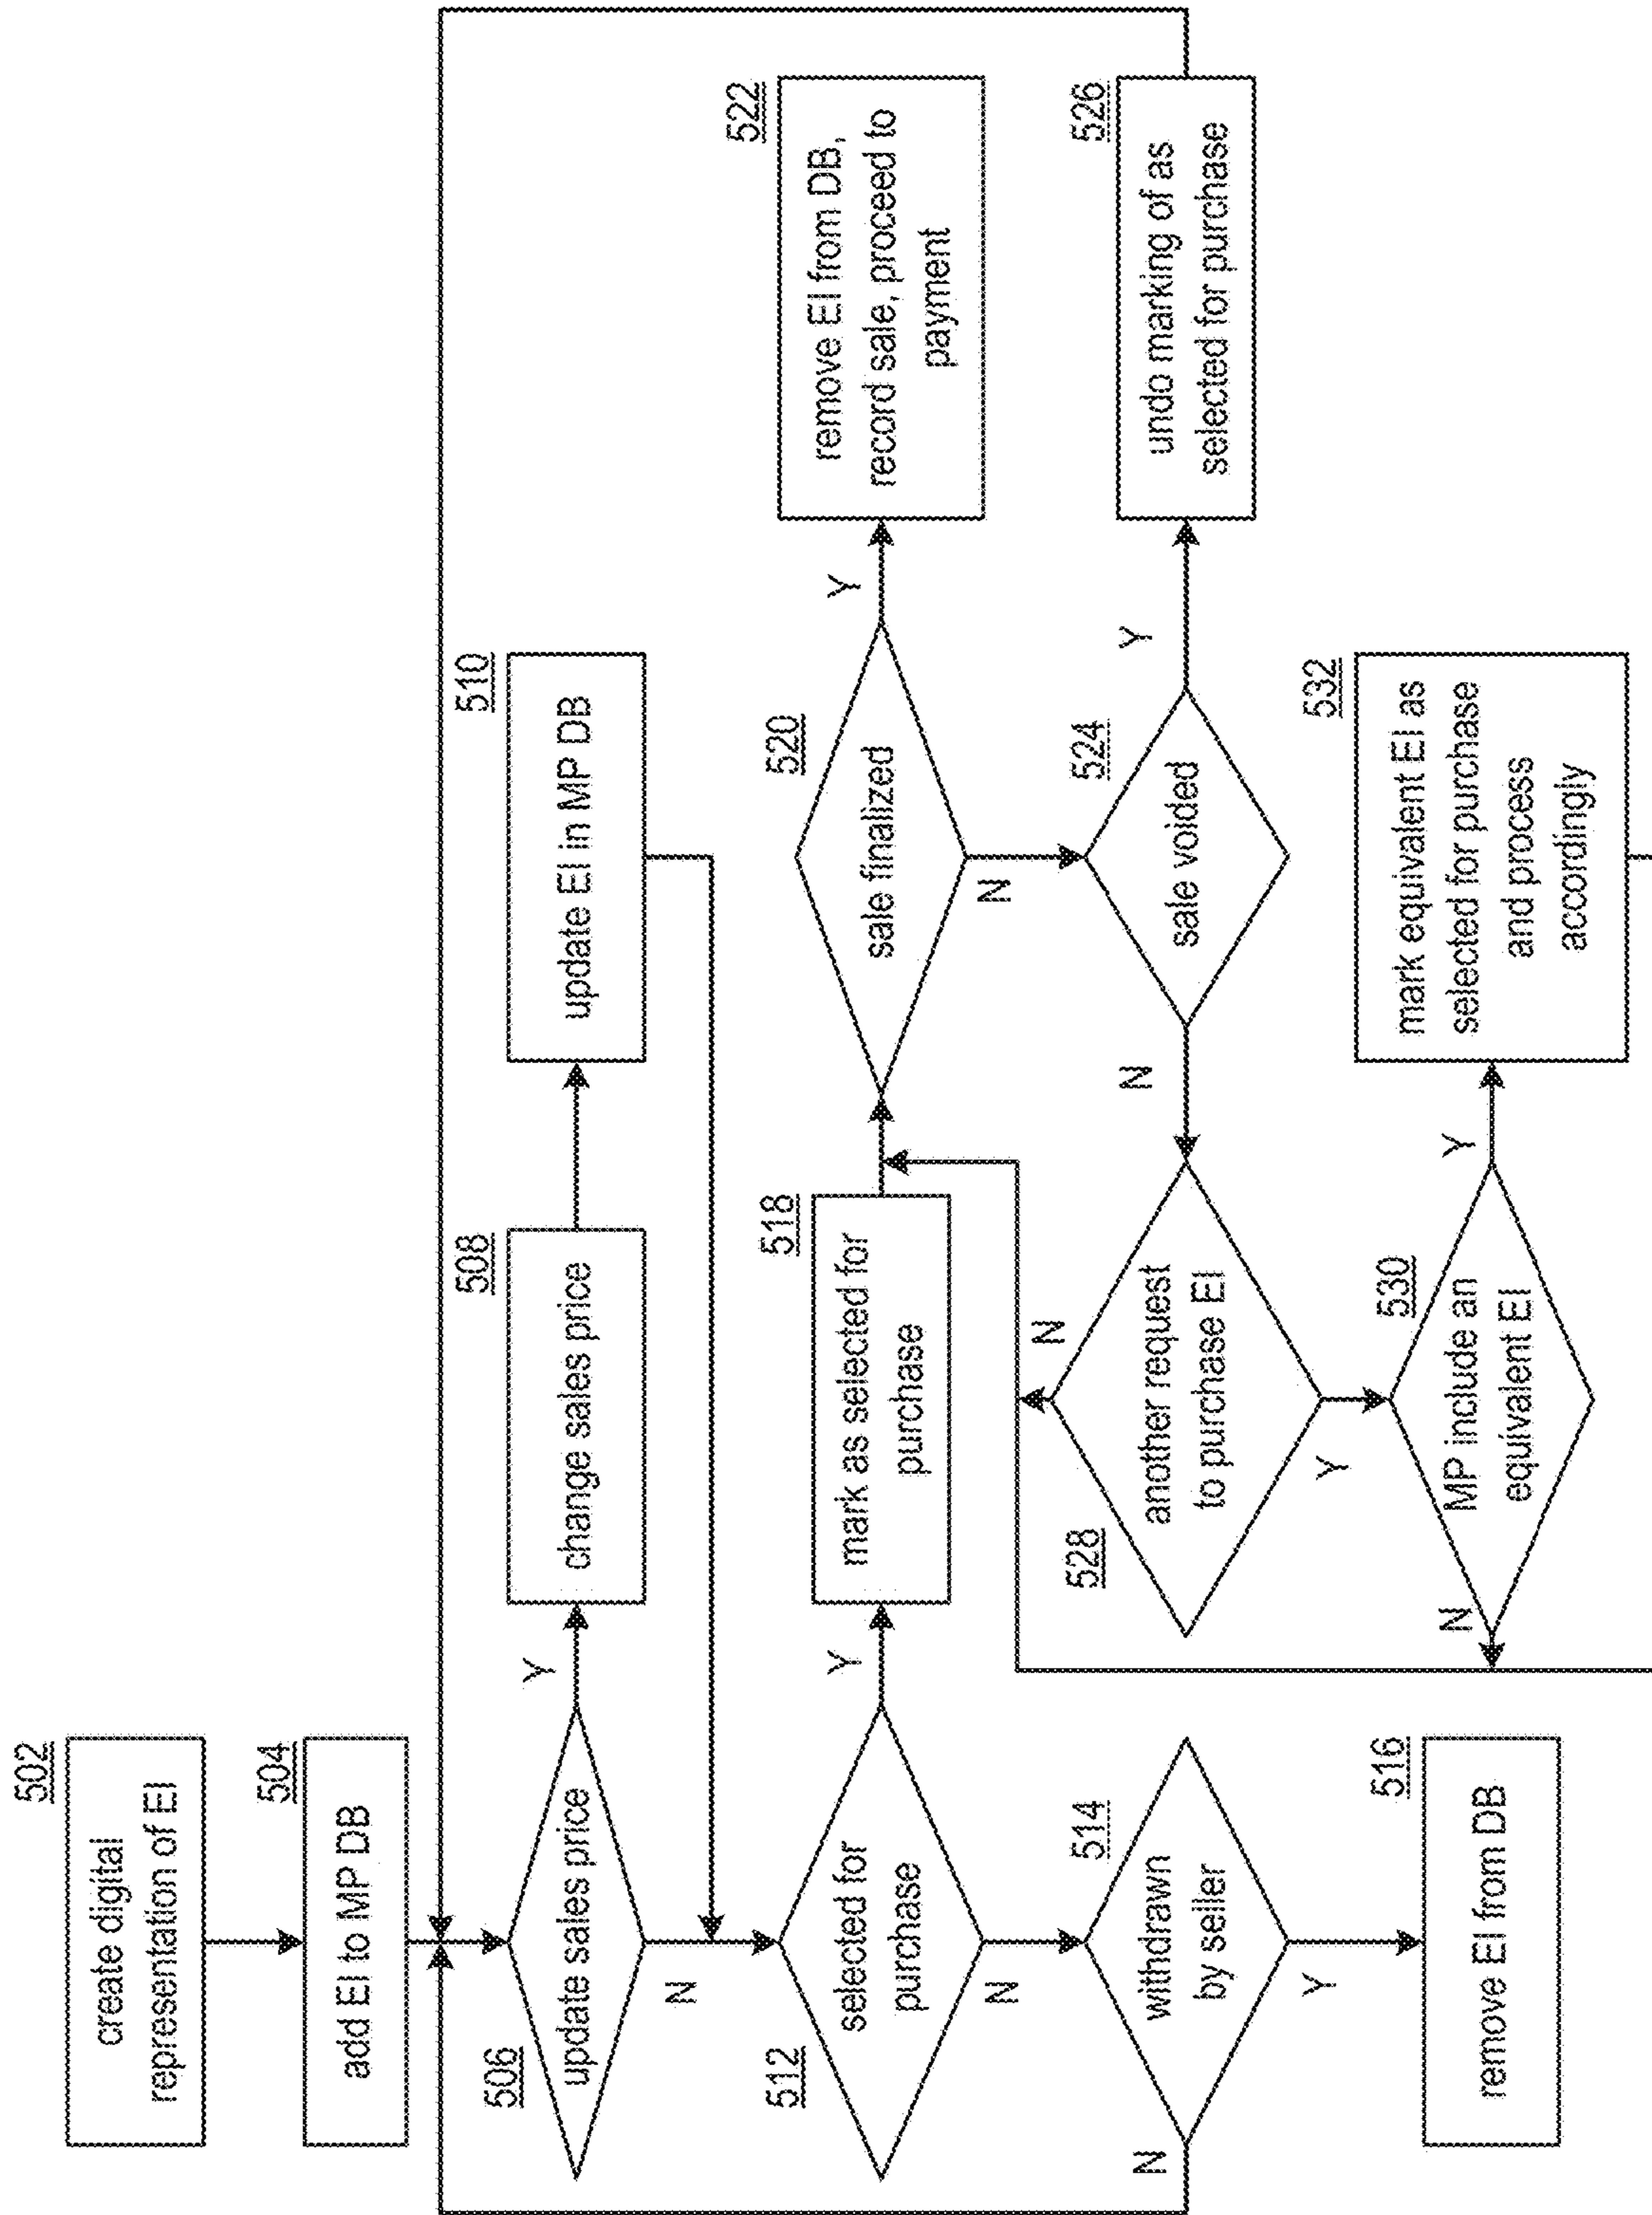 502
create digital
representation of EI
504
add EI to MP DB
506
update sales price
Y
N
508
change sales price
510
update EI in MP DB
512
selected for
purchase
Y
N
514
withdrawn
by seller
N
Y
516
remove EI from DB
518
mark as selected for
purchase
520
sale finalized
Y
N
522
remove EI from DB,
record sale, proceed to
payment
524
sale voided
Y
N
526
undo marking of as
selected for purchase
528
another request
to purchase EI
N
Y
530
MP include an
equivalent EI
N
Y
532
mark equivalent EI as
selected for purchase
and process
accordingly